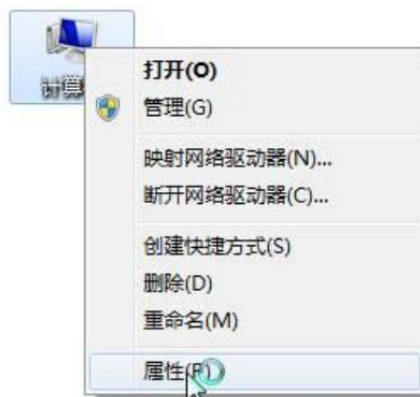 计算
打开(O)
管理(G)
映射网络驱动器(N)...
断开网络驱动器(C)...
创建快捷方式(S)
删除(D)
重命名(M)
属性(R)